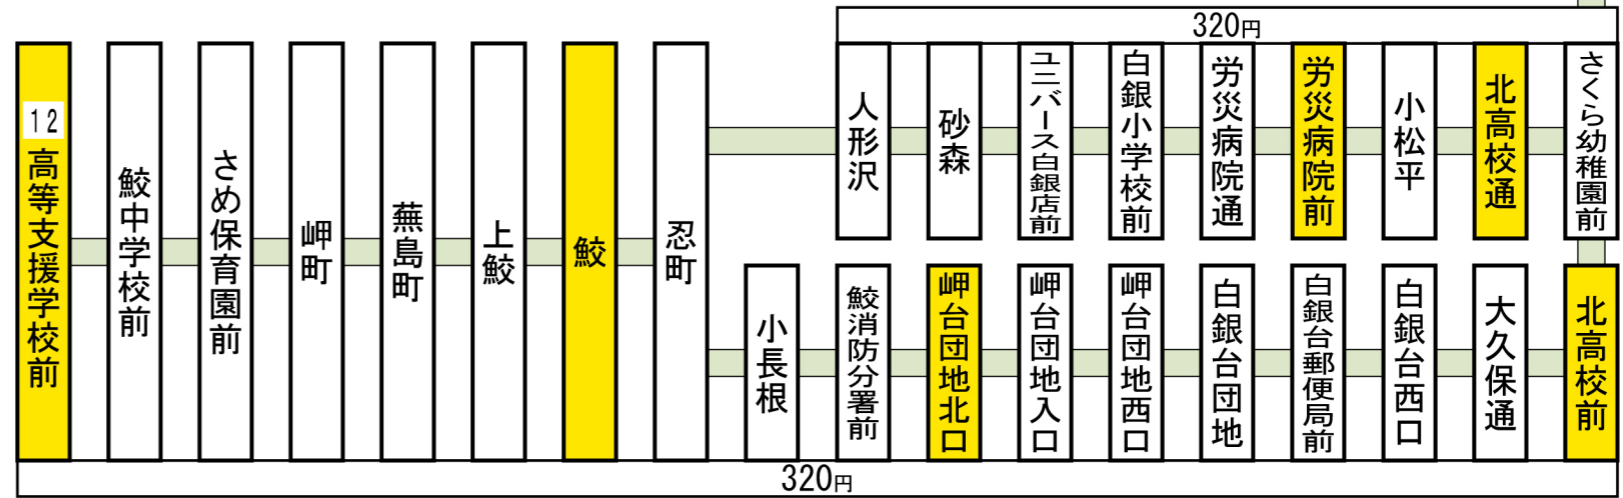 320円
12
高等支援学校前
鮫中学校前
さめ保育園前
岬町
蕪島町
上鮫
鮫
忍町
人形沢
砂森
ユニバース白銀店前
白銀小学校前
労災病院通
労災病院前
小松平
北高校通
さくら幼稚園前
小長根
鮫消防分署前
岬台団地北口
岬台団地入口
岬台団地西口
白銀台団地
白銀台郵便局前
白銀台西口
大久保通
北高校前
320円